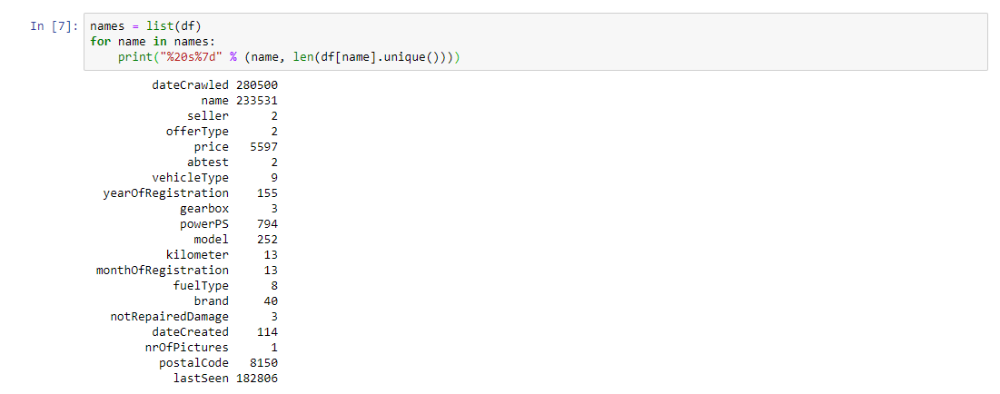 In [7]: names = list(df)
for name in names:
    print("%20s%7d" % (name, len(df[name].unique())))
         dateCrawled 280500
                name 233531
              seller      2
           offerType      2
               price   5597
              abtest      2
         vehicleType      9
  yearOfRegistration    155
             gearbox      3
             powerPS    794
               model    252
           kilometer     13
 monthOfRegistration     13
            fuelType      8
               brand     40
   notRepairedDamage      3
         dateCreated    114
        nrOfPictures      1
          postalCode   8150
            lastSeen 182806